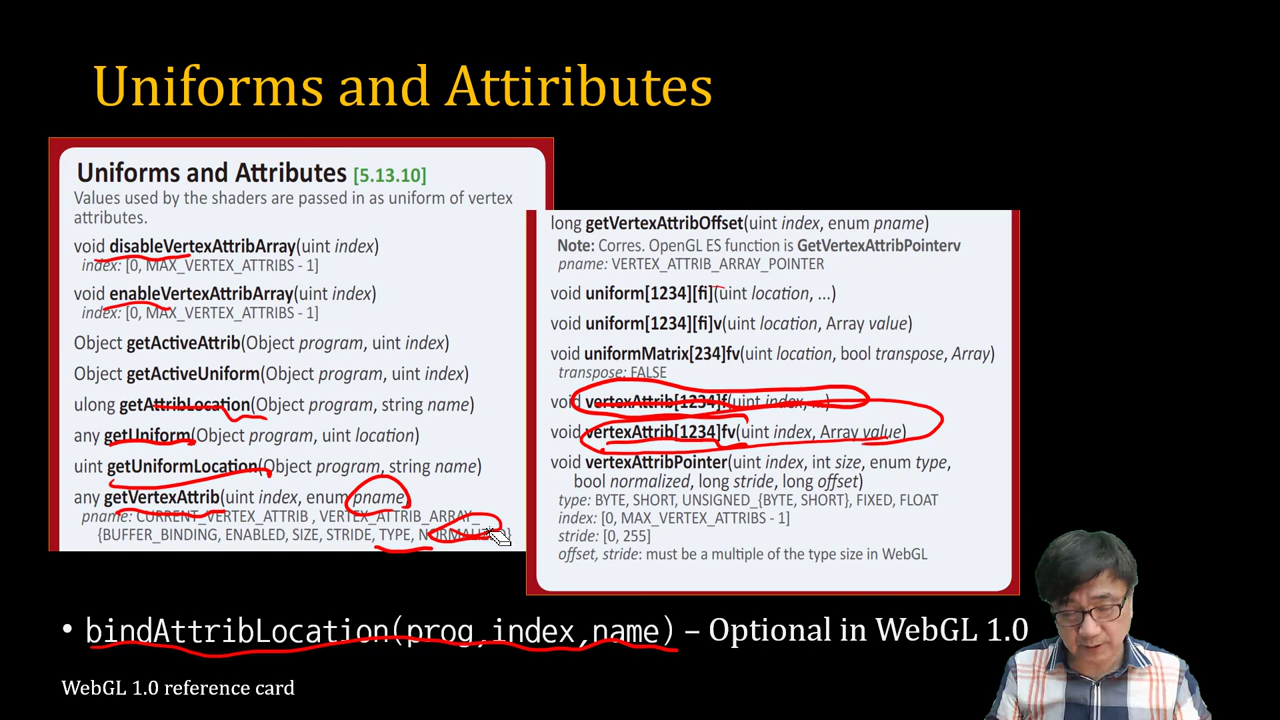 Uniforms and Attiributes
Uniforms and Attributes [5.13.10]
Values used by the shaders are passed in as uniform of vertex
attributes.
void disableVertexAttribArray(uint index)
index: [0, MAX_VERTEX_ATTRIBS - 1]
void enableVertexAttribArray(uint index)
index: [0, MAX_VERTEX_ATTRIBS - 1]
Object getActiveAttrib(Object program, uint index)
Object getActiveUniform(Object program, uint index)
ulong getAttribLocation(Object program, string name)
any getUniform(Object program, uint location)
uint getUniformLocation(Object program, string name)
any getVertexAttrib(uint index, enum pname)
pname: CURRENT_VERTEX_ATTRIB , VERTEX_ATTRIB_ARRAY_
{BUFFER_BINDING, ENABLED, SIZE, STRIDE, TYPE, NORMALIZED}
long getVertexAttribOffset(uint index, enum pname)
Note: Corres. OpenGL ES function is GetVertexAttribPointerv
pname: VERTEX_ATTRIB_ARRAY_POINTER
void uniform[1234][fi](uint location, ...)
void uniform[1234][fi]v(uint location, Array value)
void uniformMatrix[234]fv(uint location, bool transpose, Array)
transpose: FALSE
void vertexAttrib[1234]f(uint index, ...)
void vertexAttrib[1234]fv(uint index, Array value)
void vertexAttribPointer(uint index, int size, enum type,
bool normalized, long stride, long offset)
type: BYTE, SHORT, UNSIGNED_{BYTE, SHORT}, FIXED, FLOAT
index: [0, MAX_VERTEX_ATTRIBS - 1]
stride: [0, 255]
offset, stride: must be a multiple of the type size in WebGL
• bindAttribLocation(prog,index,name) – Optional in WebGL 1.0
WebGL 1.0 reference card